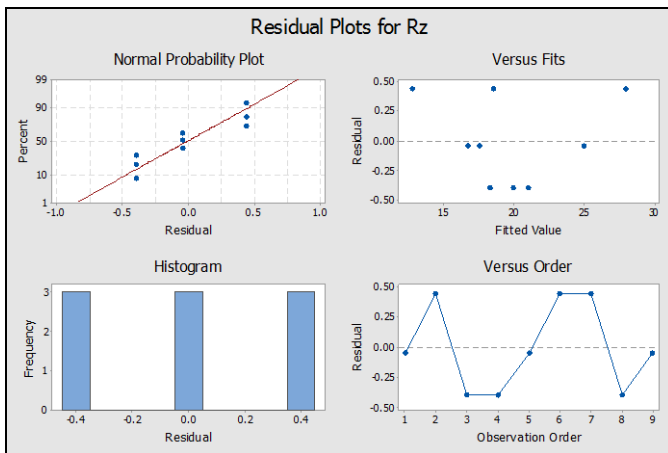 Residual Plots for Rz
Normal Probability Plot
99
90
50
10
1
Percent
-1.0 -0.5 0.0 0.5 1.0
Residual
Versus Fits
0.50
0.25
0.00
-0.25
-0.50
Residual
15 20 25
Fitted Value
Histogram
3
2
1
0
Frequency
-0.4 -0.2 0.0 0.2 0.4
Residual
Versus Order
0.50
0.25
0.00
-0.25
-0.50
Residual
1 2 3 4 5 6 7 8 9
Observation Order